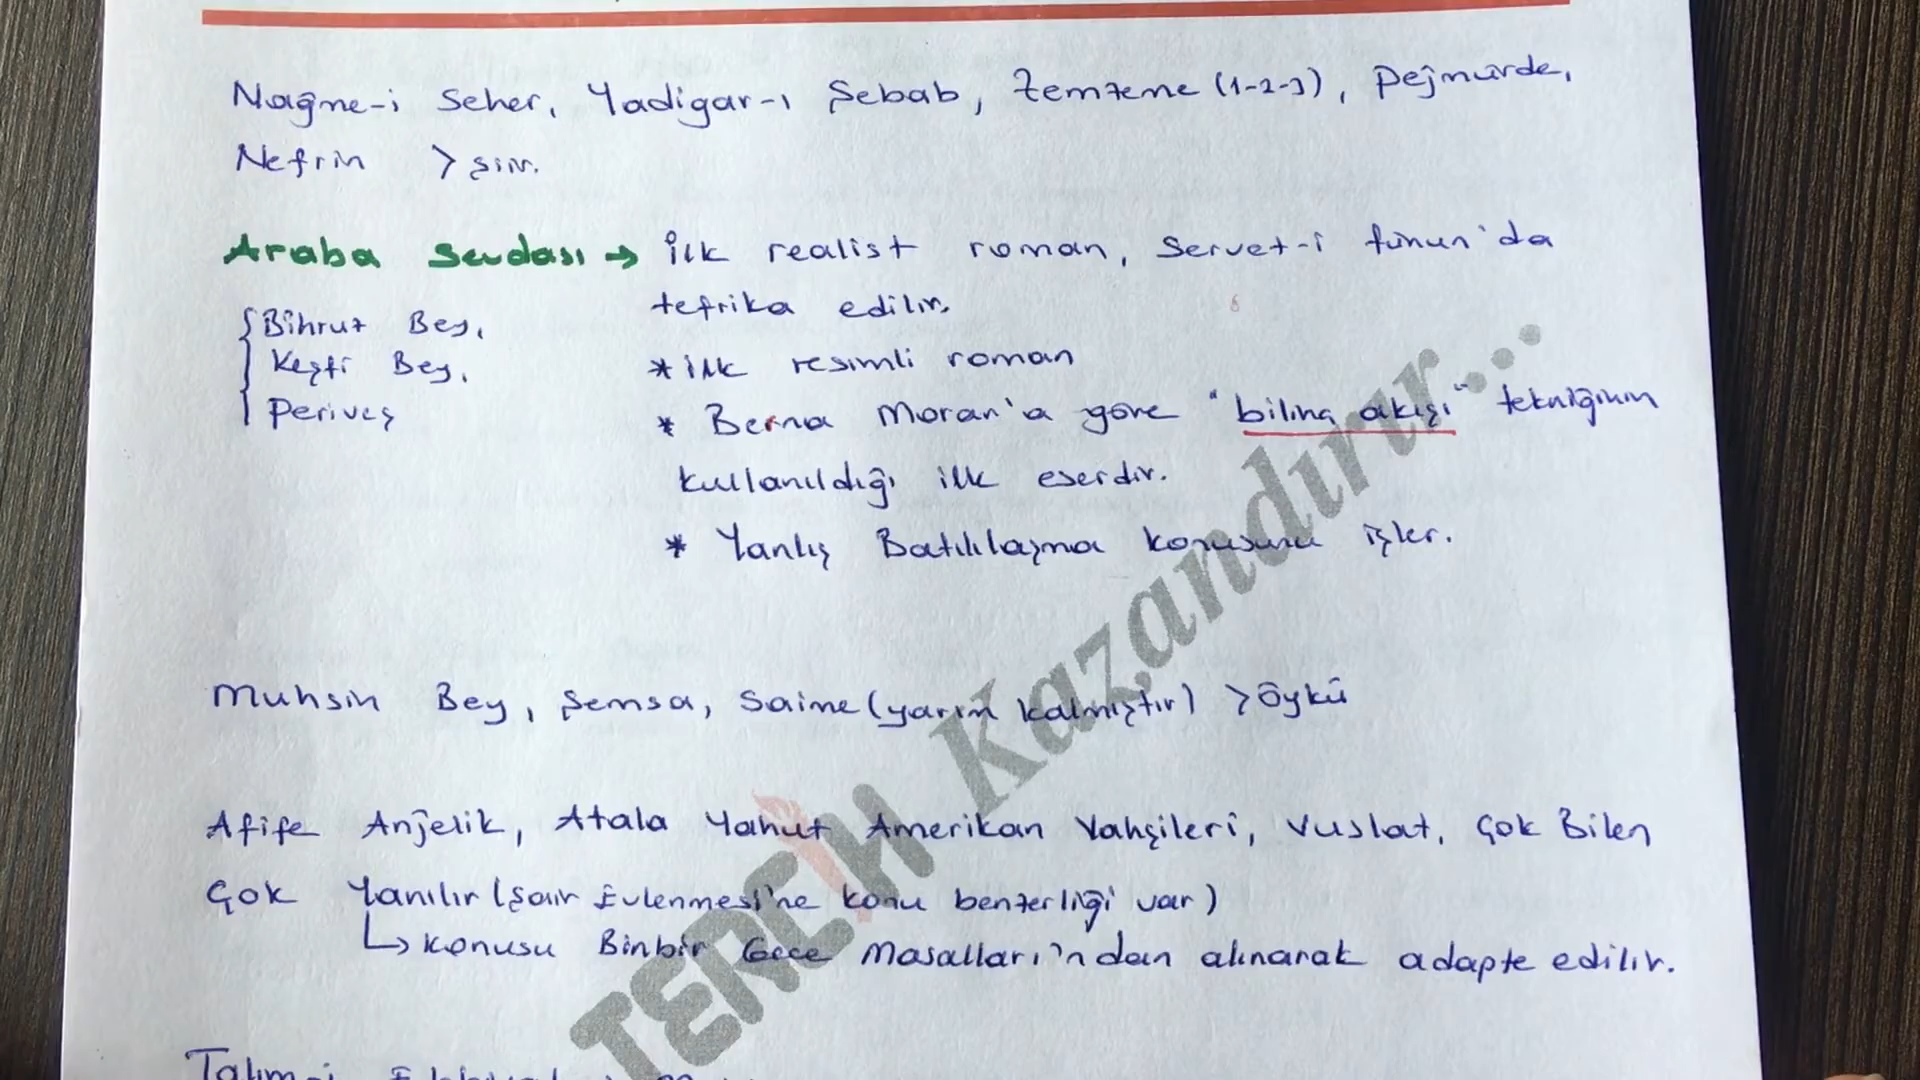 Nağme-i Seher, Yadigar-ı Şebab, Zemzeme (1-2-3), Pejmürde,
Nefrin > şiir.
Araba Sevdası → ilk realist roman, Servet-i fünun'da
tefrika edilir.
Bihruz Bey,
Keşfi Bey,
Periveş
* ilk resimli roman
* Berna Moran'a göre "bilinç akışı" tekniğinin
kullanıldığı ilk eserdir.
* Yanlış Batılılaşma konusunu işler.
Muhsin Bey, Şemsa, Saime (yarım kalmıştır) > Öykü
Afife Anjelik, Atala Yahut Amerikan Vahşileri, Vuslat, Çok Bilen
Çok Yanılır (Şair Evlenmesi'ne konu benzerliği var)
↳ konusu Binbir Gece Masalları'ndan alınarak adapte edilir.
TERCİH Kazandırır...